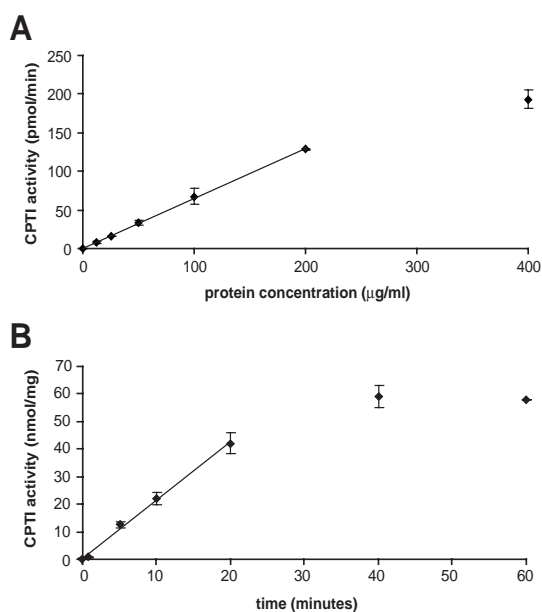 A
CPTI activity (pmol/min)
250
200
150
100
50
0
0 100 200 300 400
protein concentration (μg/ml)
B
CPTI activity (nmol/mg)
70
60
50
40
30
20
10
0
0 10 20 30 40 50 60
time (minutes)